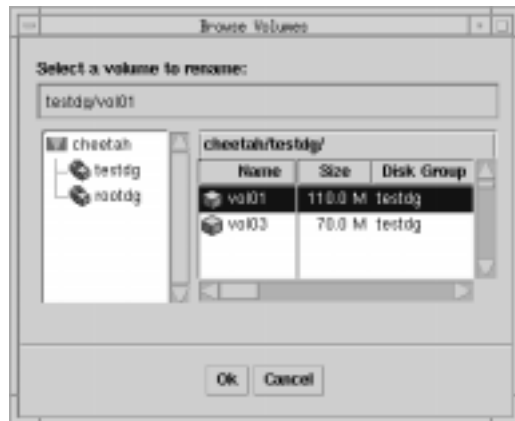 Browse Volumes
Select a volume to rename:
testdg/vol01
cheetah
testdg
rootdg
cheetah/testdg/
Name Size Disk Group
vol01 110.0 M testdg
vol03 70.0 M testdg
Ok Cancel